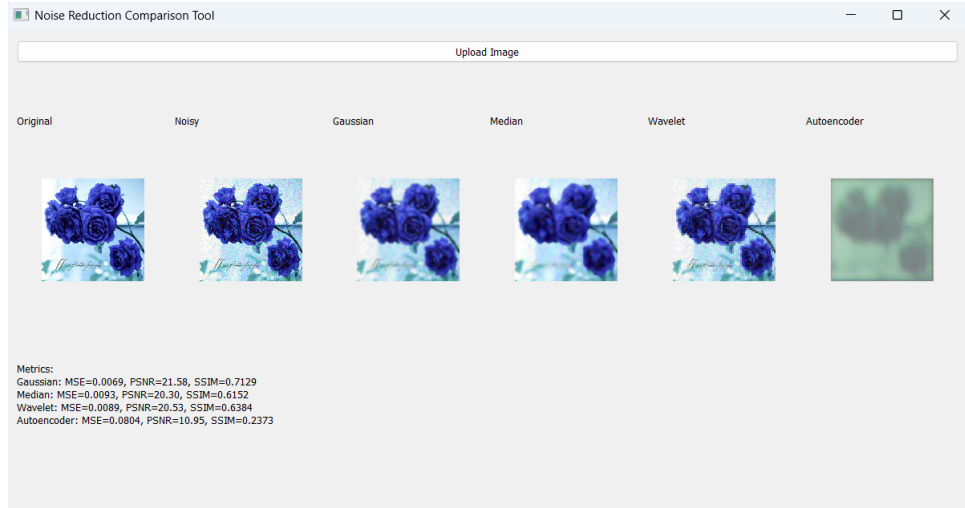 Noise Reduction Comparison Tool
Upload Image
Original Noisy Gaussian Median Wavelet Autoencoder
Metrics:
Gaussian: MSE=0.0069, PSNR=21.58, SSIM=0.7129
Median: MSE=0.0093, PSNR=20.30, SSIM=0.6152
Wavelet: MSE=0.0089, PSNR=20.53, SSIM=0.6384
Autoencoder: MSE=0.0804, PSNR=10.95, SSIM=0.2373